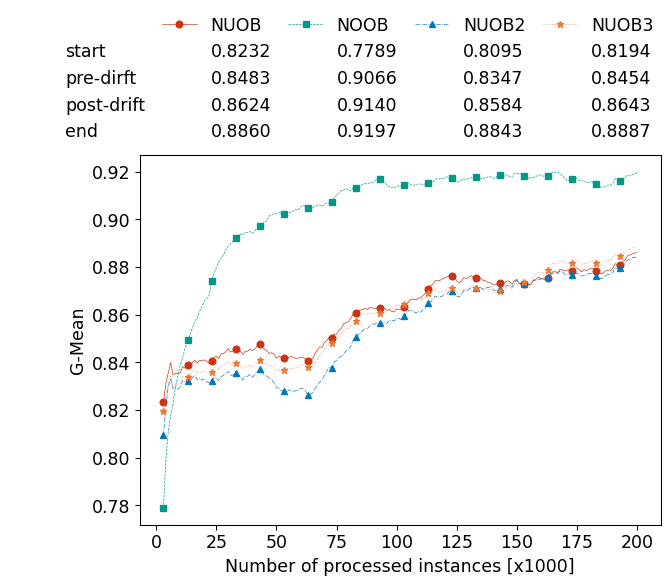 NUOB NOOB NUOB2 NUOB3
start 0.8232 0.7789 0.8095 0.8194
pre-dirft 0.8483 0.9066 0.8347 0.8454
post-drift 0.8624 0.9140 0.8584 0.8643
end 0.8860 0.9197 0.8843 0.8887
0.92
0.90
0.88
0.86
0.84
0.82
0.80
0.78
G-Mean
0 25 50 75 100 125 150 175 200
Number of processed instances [x1000]